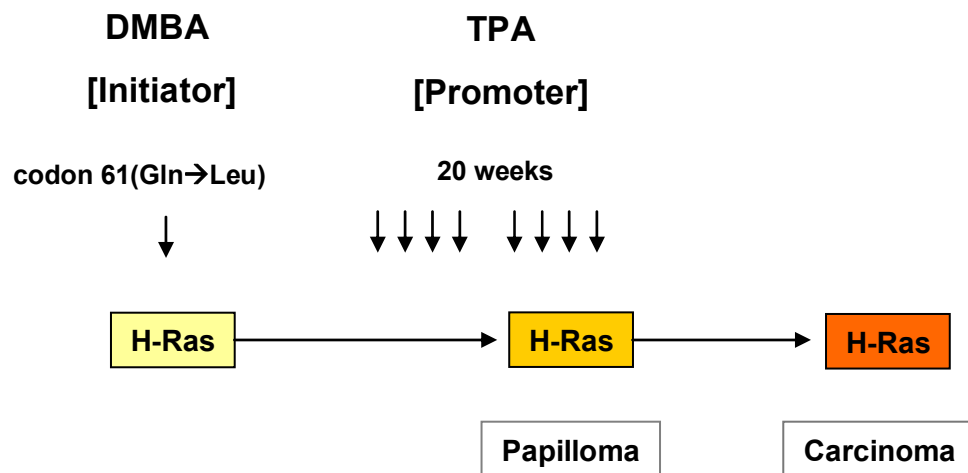 DMBA TPA
[Initiator] [Promoter]
codon 61(Gln→Leu) 20 weeks
H-Ras H-Ras H-Ras
Papilloma Carcinoma